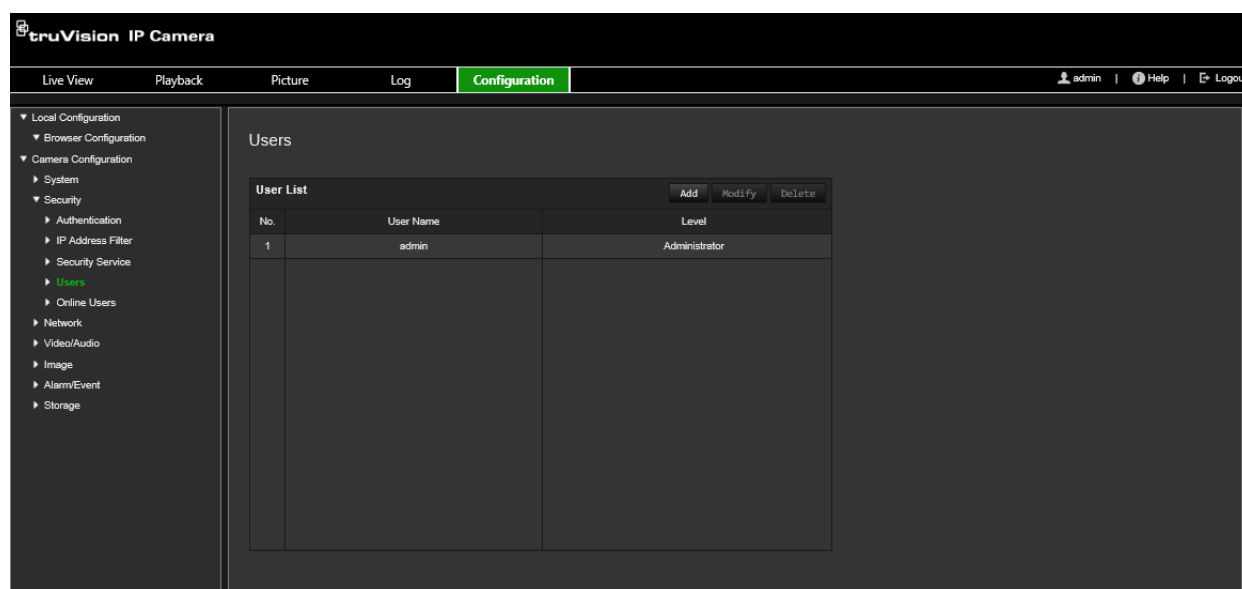 truVision IP Camera
Live View Playback Picture Log Configuration admin | Help |
Local Configuration
Browser Configuration
Camera Configuration
System
Security
Authentication
IP Address Filter
Security Service
Users
Online Users
Network
Video/Audio
Image
Alarm/Event
Storage
Users
User List Add Modify Delete
No. User Name Level
1 admin Administrator